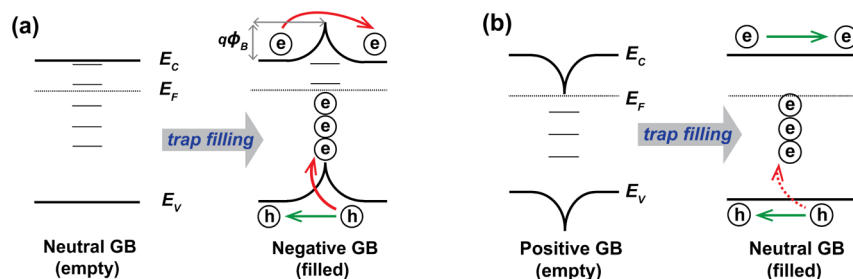 (a)
qϕB
e e
EC
EF
e
e
e
trap filling
EV
h h
Neutral GB
(empty)
Negative GB
(filled)
(b)
e e
EC
EF
e
e
e
trap filling
EV
h h
Positive GB
(empty)
Neutral GB
(filled)